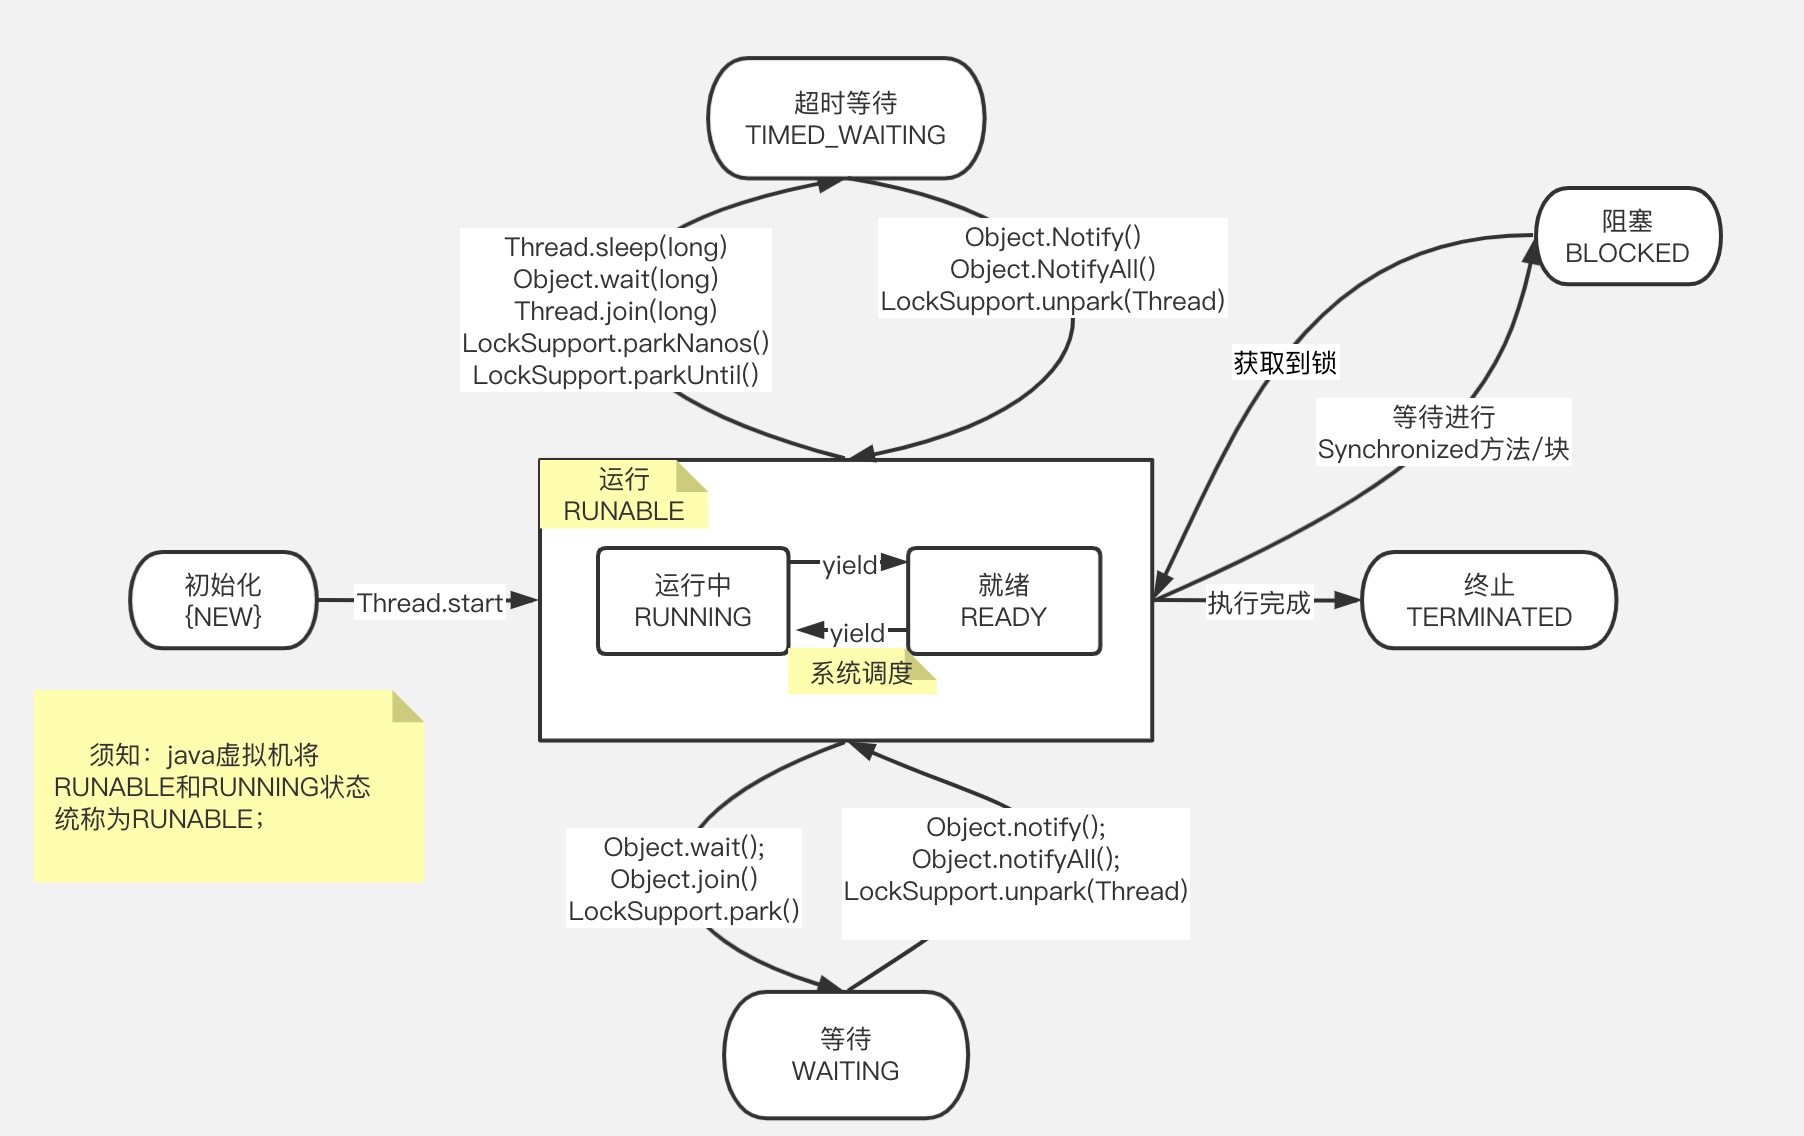 超时等待
TIMED_WAITING
Thread.sleep(long)
Object.wait(long)
Thread.join(long)
LockSupport.parkNanos()
LockSupport.parkUntil()
Object.Notify()
Object.NotifyAll()
LockSupport.unpark(Thread)
阻塞
BLOCKED
获取到锁
等待进行
Synchronized方法/块
运行
RUNABLE
初始化
{NEW}
Thread.start
运行中
RUNNING
yield
就绪
READY
yield
系统调度
执行完成
终止
TERMINATED
须知：java虚拟机将
RUNABLE和RUNNING状态
统称为RUNABLE；
Object.wait();
Object.join()
LockSupport.park()
Object.notify();
Object.notifyAll();
LockSupport.unpark(Thread)
等待
WAITING